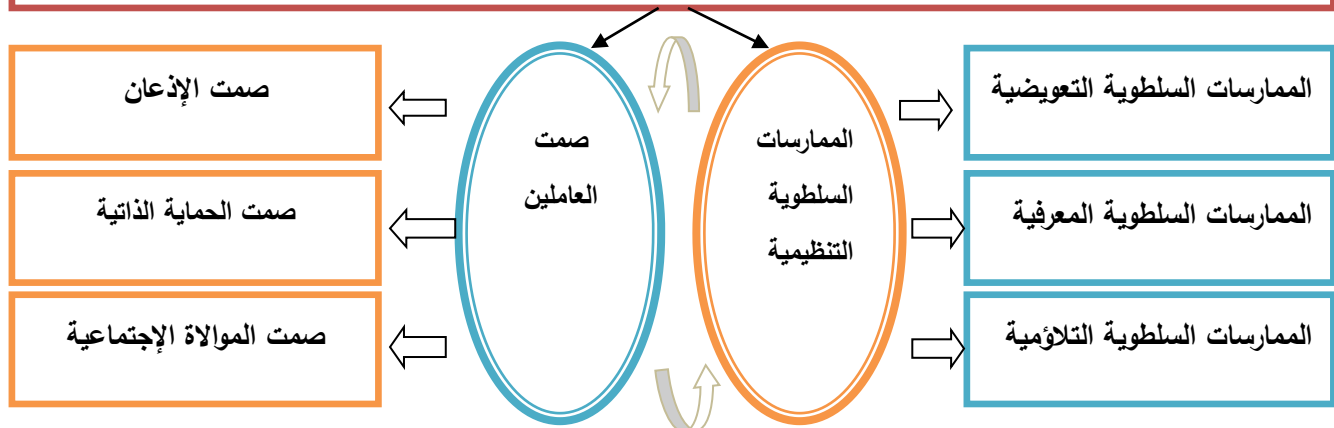 الممارسات السلطوية التعويضية
الممارسات السلطوية المعرفية
الممارسات السلطوية التلاؤمية
الممارسات
السلطوية
التنظيمية
صمت
العاملين
صمت الإذعان
صمت الحماية الذاتية
صمت الموالاة الإجتماعية